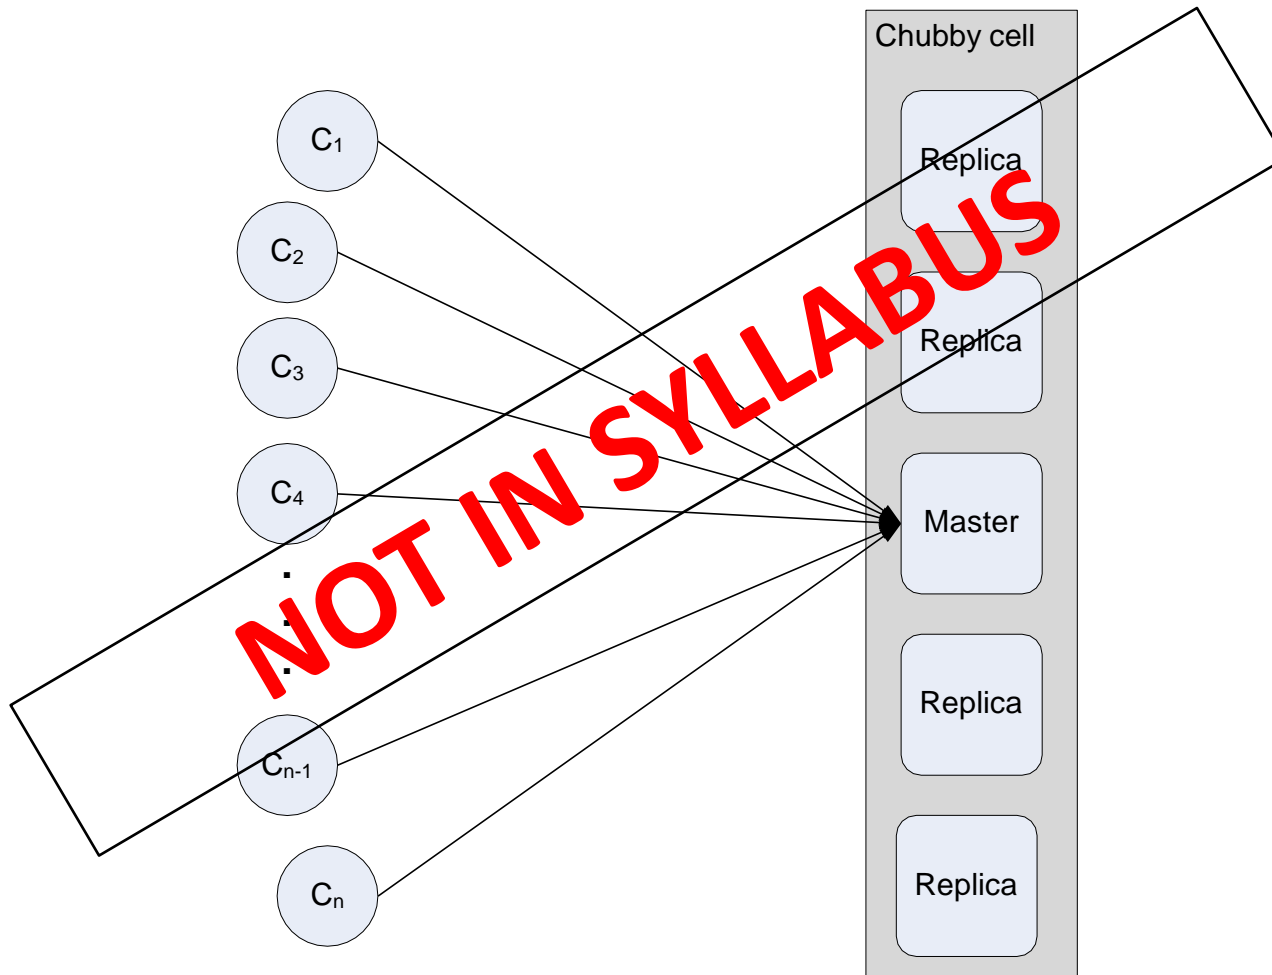 Chubby cell
C1
Replica
C2
Replica
C3
C4
Master
.
.
.
NOT IN SYLLABUS
Replica
Cn-1
Replica
Cn